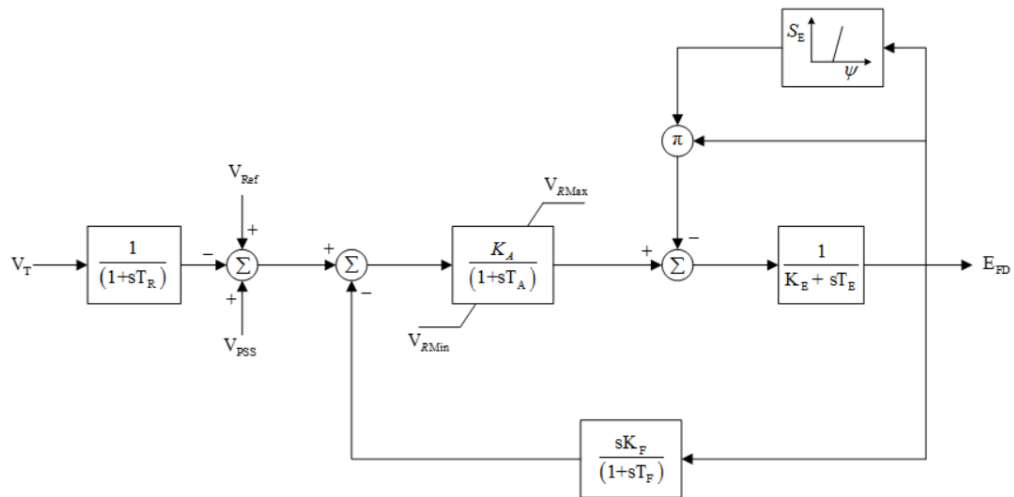 S_E
ψ
π
V_Ref
V_RMax
+
+
−
V_T
1
(1+sT_R)
−
Σ
+
Σ
K_A
(1+sT_A)
+
Σ
1
K_E + sT_E
E_FD
+
−
V_PSS
V_RMin
sK_F
(1+sT_F)